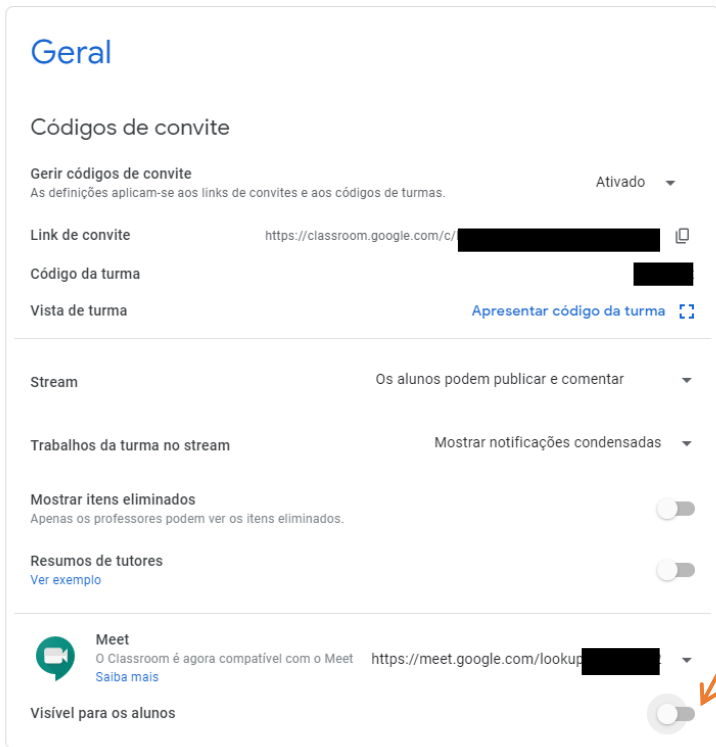 Geral
Códigos de convite
Gerir códigos de convite
As definições aplicam-se aos links de convites e aos códigos de turmas.
Ativado
Link de convite
https://classroom.google.com/c/
Código da turma
Vista de turma
Apresentar código da turma
Stream
Os alunos podem publicar e comentar
Trabalhos da turma no stream
Mostrar notificações condensadas
Mostrar itens eliminados
Apenas os professores podem ver os itens eliminados.
Resumos de tutores
Ver exemplo
Meet
O Classroom é agora compatível com o Meet
Saiba mais
https://meet.google.com/lookup
Visível para os alunos